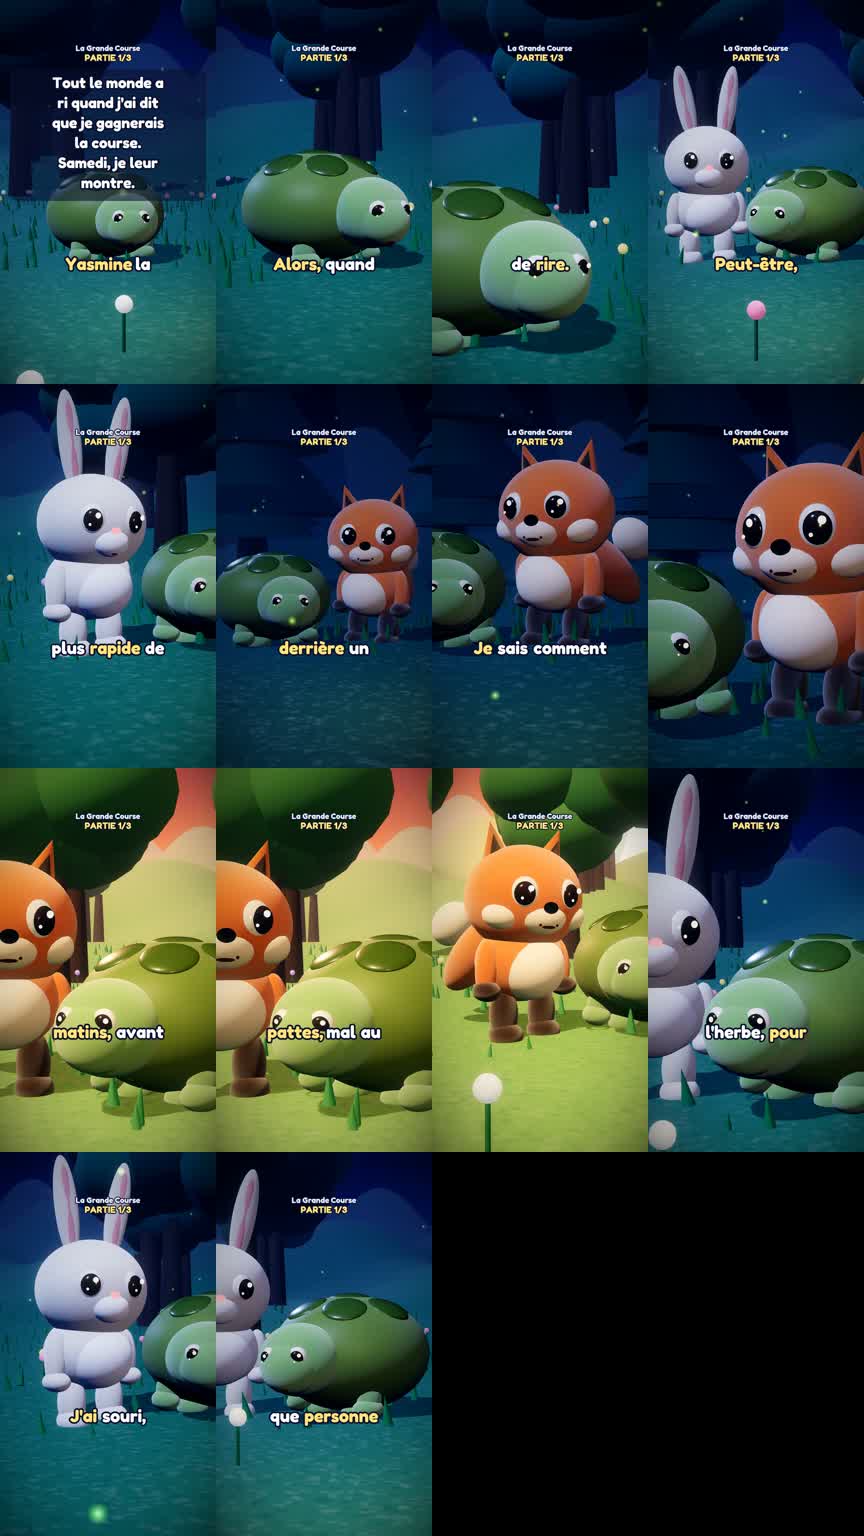 La Grande Course
PARTIE 1/3
Tout le monde a
ri quand j'ai dit
que je gagnerais
la course.
Samedi, je leur
montre.
Yasmine la
La Grande Course
PARTIE 1/3
Alors, quand
La Grande Course
PARTIE 1/3
de rire.
La Grande Course
PARTIE 1/3
Peut-être,
La Grande Course
PARTIE 1/3
plus rapide de
La Grande Course
PARTIE 1/3
derrière un
La Grande Course
PARTIE 1/3
Je sais comment
La Grande Course
PARTIE 1/3
La Grande Course
PARTIE 1/3
matins, avant
La Grande Course
PARTIE 1/3
pattes, mal au
La Grande Course
PARTIE 1/3
La Grande Course
PARTIE 1/3
l'herbe, pour
La Grande Course
PARTIE 1/3
J'ai souri,
La Grande Course
PARTIE 1/3
que personne